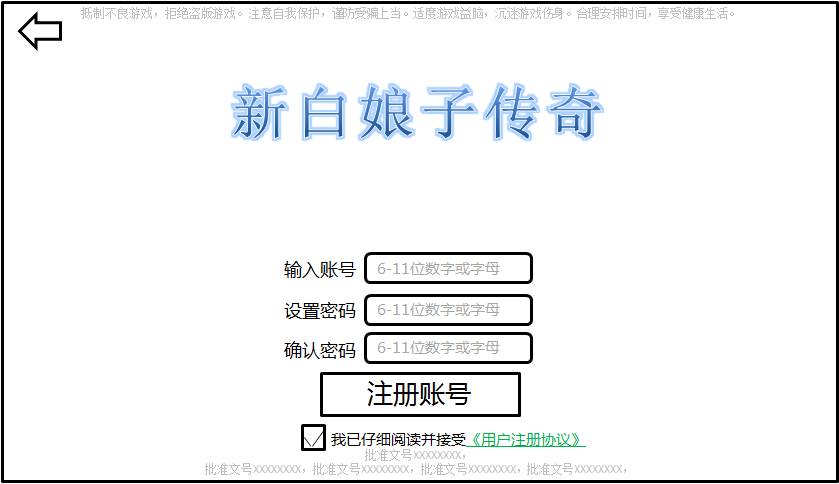 抵制不良游戏，拒绝盗版游戏。注意自我保护，谨防受骗上当。适度游戏益脑，沉迷游戏伤身。合理安排时间，享受健康生活。
新白娘子传奇
输入账号 6-11位数字或字母
设置密码 6-11位数字或字母
确认密码 6-11位数字或字母
注册账号
我已仔细阅读并接受《用户注册协议》
批准文号XXXXXXXX，
批准文号XXXXXXXX，批准文号XXXXXXXX，批准文号XXXXXXXX，批准文号XXXXXXXX，